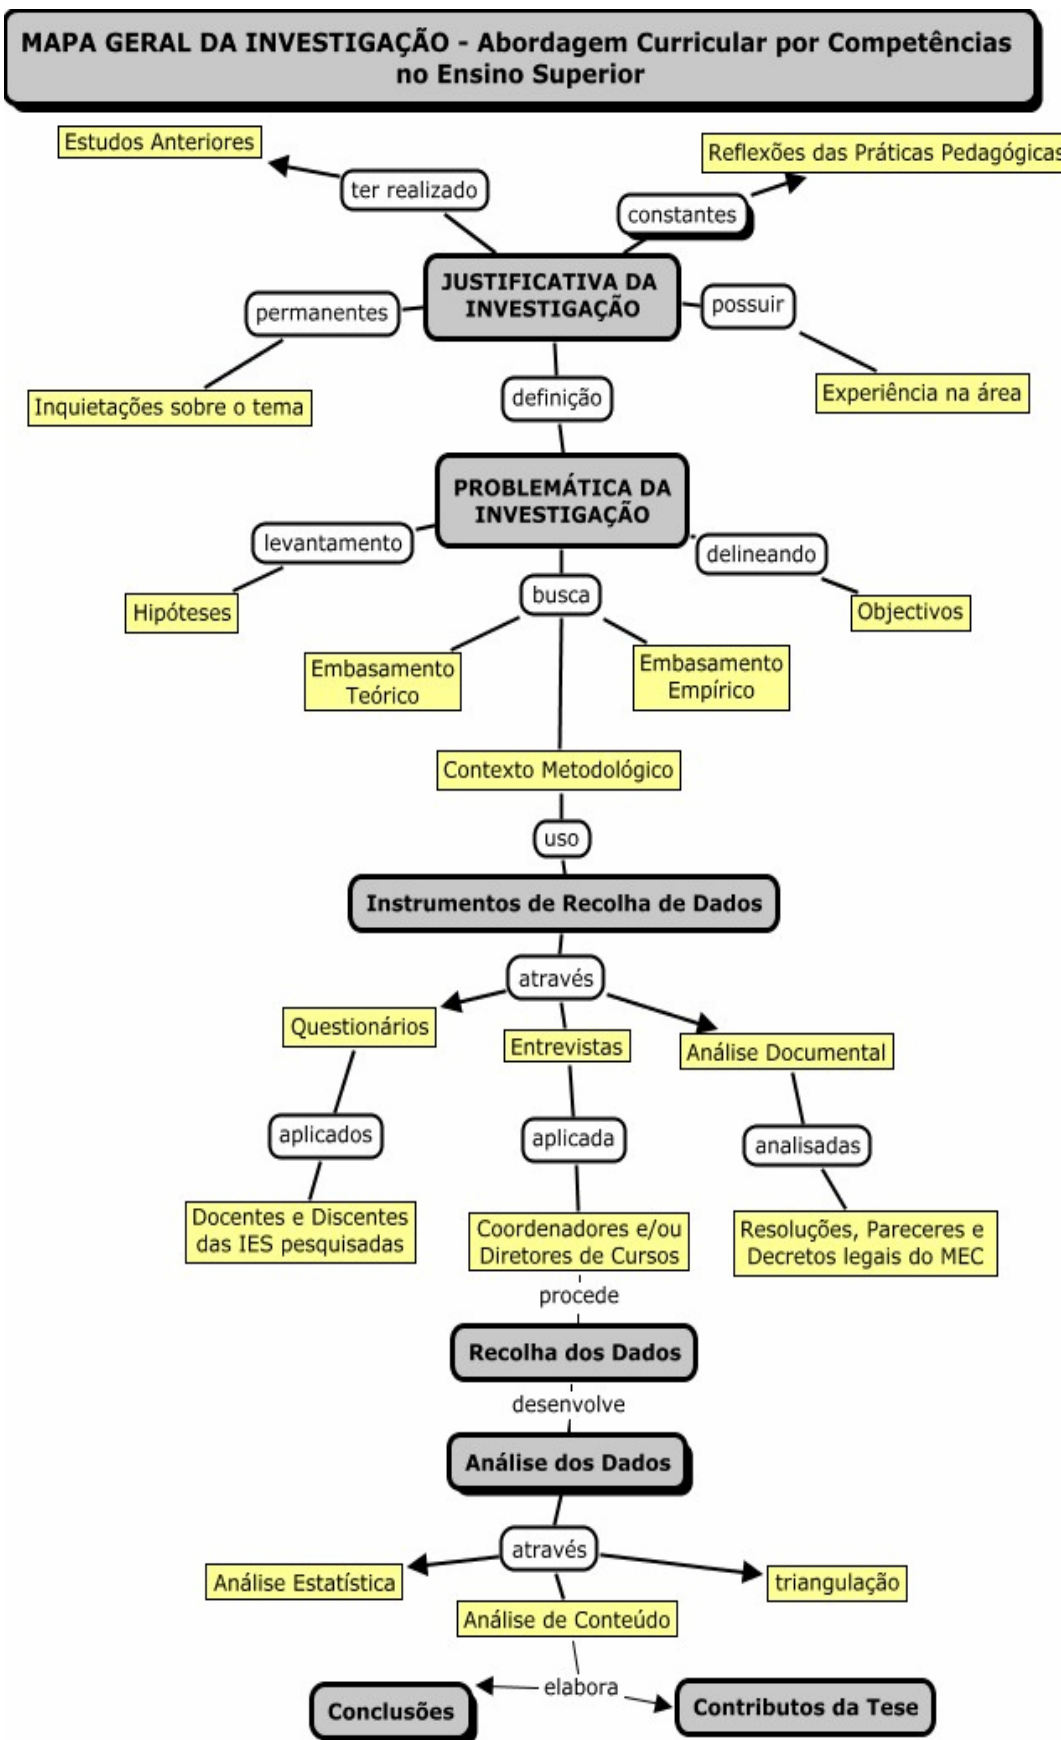 MAPA GERAL DA INVESTIGAÇÃO - Abordagem Curricular por Competências
no Ensino Superior
Estudos Anteriores
Reflexões das Práticas Pedagógicas
ter realizado
constantes
JUSTIFICATIVA DA
INVESTIGAÇÃO
permanentes
possuir
Inquietações sobre o tema
definição
Experiência na área
PROBLEMÁTICA DA
INVESTIGAÇÃO
levantamento
delineando
busca
Hipóteses
Objectivos
Embasamento
Teórico
Embasamento
Empírico
Contexto Metodológico
uso
Instrumentos de Recolha de Dados
através
Questionários
Entrevistas
Análise Documental
aplicados
aplicada
analisadas
Docentes e Discentes
das IES pesquisadas
Coordenadores e/ou
Diretores de Cursos
Resoluções, Pareceres e
Decretos legais do MEC
procede
Recolha dos Dados
desenvolve
Análise dos Dados
através
Análise Estatística
triangulação
Análise de Conteúdo
elabora
Conclusões
Contributos da Tese